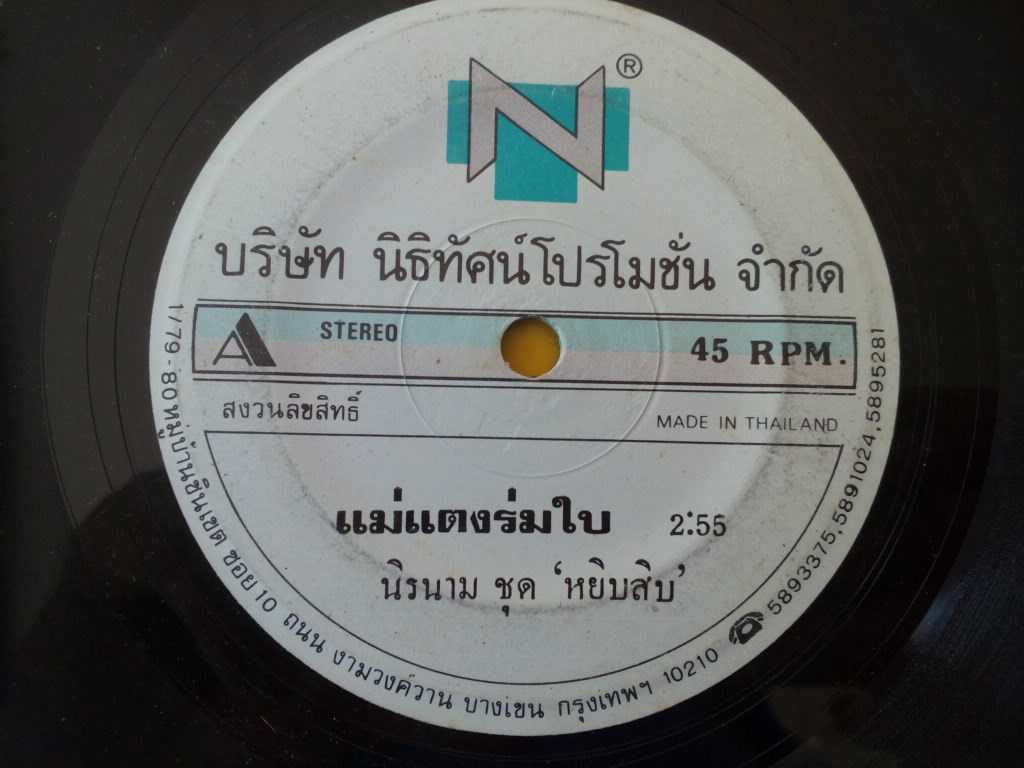 N ®
บริษัท นิธิทัศน์โปรโมชั่น จำกัด
A STEREO 45 RPM.
สงวนลิขสิทธิ์ MADE IN THAILAND
แม่แตงร่มใบ 2:55
นิรนาม ชุด ‘หยิบสิบ’
1/79-80 หมู่บ้านชินเขต ซอย 10 ถนน งามวงศ์วาน บางเขน กรุงเทพฯ 10210 ☎ 5893375,5891024,5895281